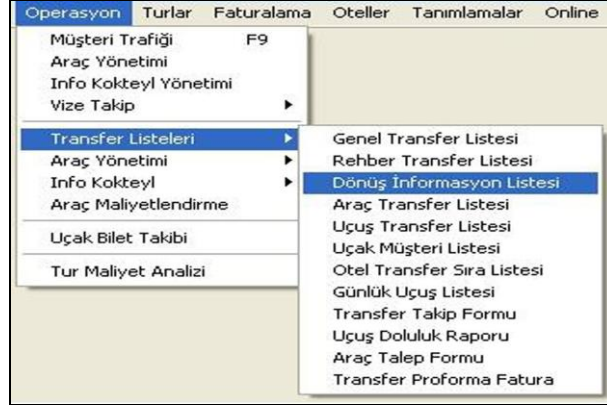 Operasyon Turlar Faturalama Oteller Tanımlamalar Online
Müşteri Trafiği F9
Araç Yönetimi
Info Kokteyl Yönetimi
Vize Takip
Transfer Listeleri
Araç Yönetimi
Info Kokteyl
Araç Maliyetlendirme
Uçak Bilet Takibi
Tur Maliyet Analizi
Genel Transfer Listesi
Rehber Transfer Listesi
Dönüş İnformasyon Listesi
Araç Transfer Listesi
Uçuş Transfer Listesi
Uçak Müşteri Listesi
Otel Transfer Sıra Listesi
Günlük Uçuş Listesi
Transfer Takip Formu
Uçuş Doluluk Raporu
Araç Talep Formu
Transfer Proforma Fatura